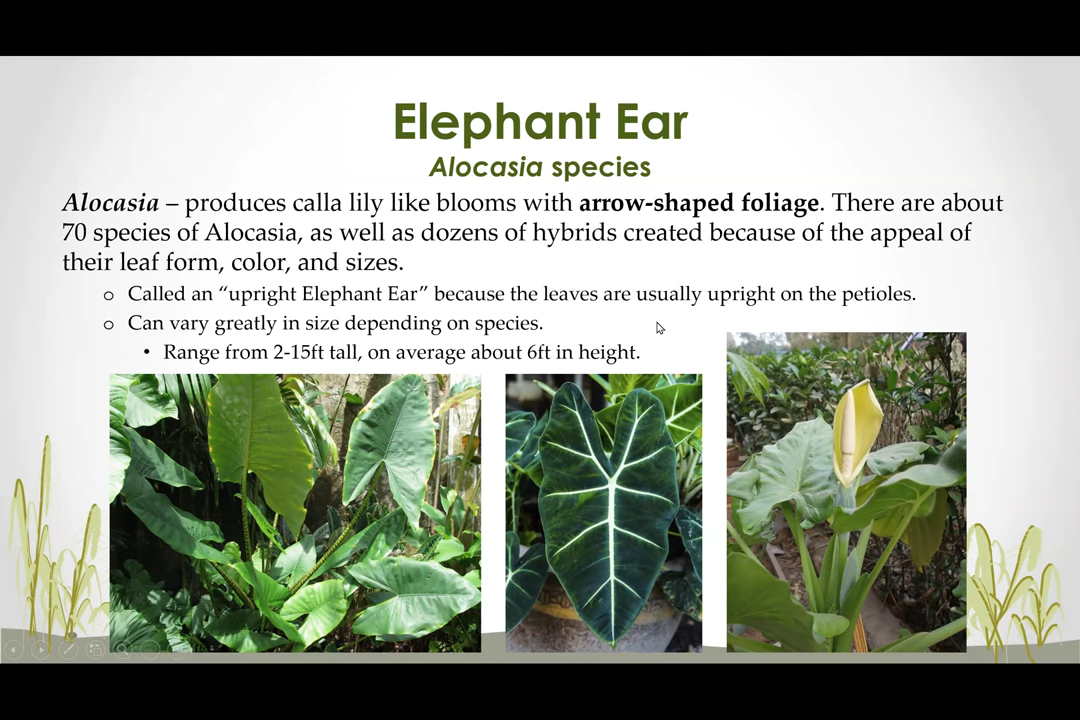 Elephant Ear
Alocasia species
Alocasia – produces calla lily like blooms with arrow-shaped foliage. There are about
70 species of Alocasia, as well as dozens of hybrids created because of the appeal of
their leaf form, color, and sizes.
o Called an “upright Elephant Ear” because the leaves are usually upright on the petioles.
o Can vary greatly in size depending on species.
• Range from 2-15ft tall, on average about 6ft in height.